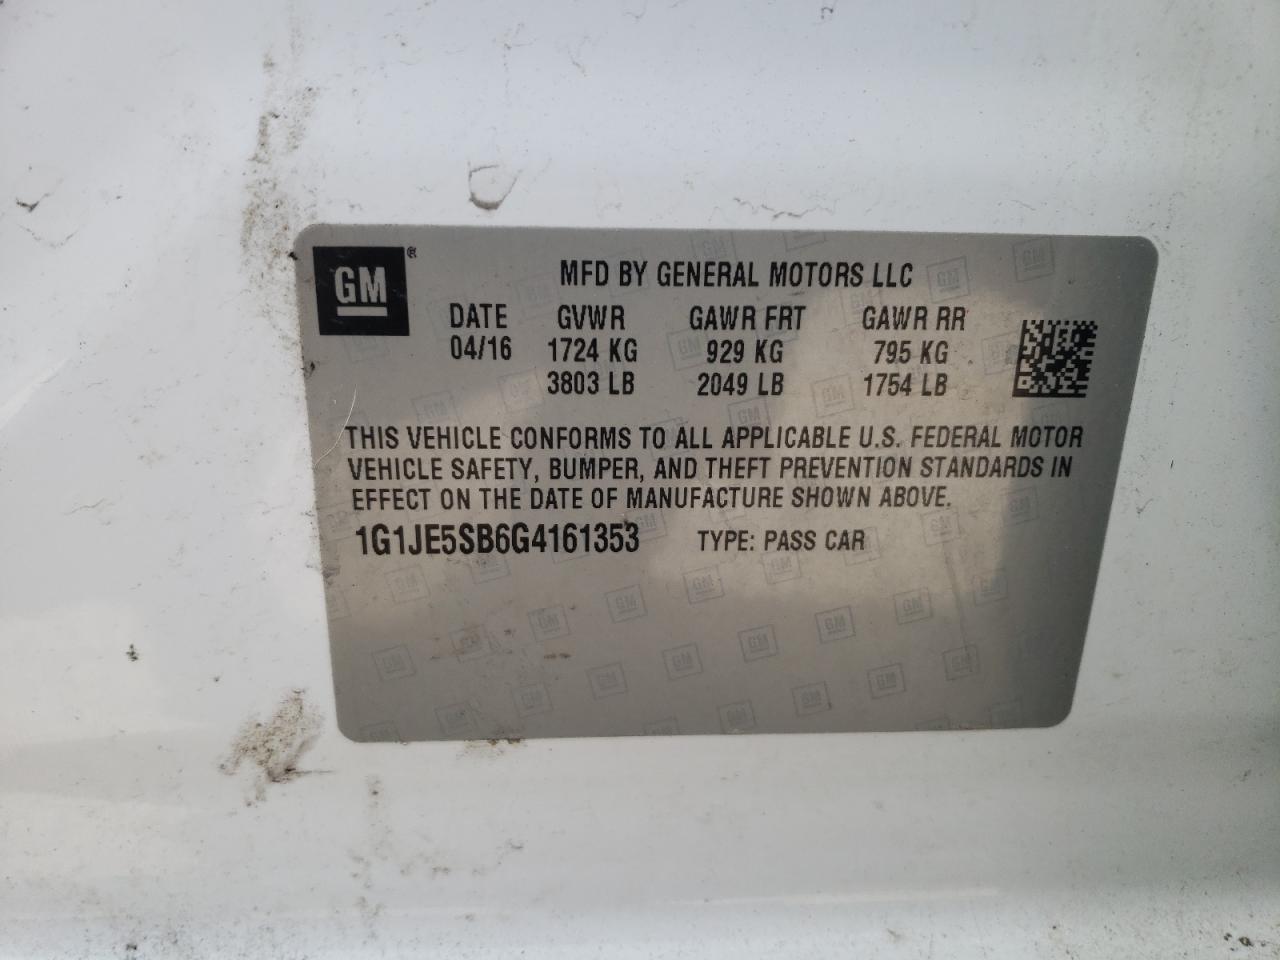 GM ®
MFD BY GENERAL MOTORS LLC
DATE GVWR GAWR FRT GAWR RR
04/16 1724 KG 929 KG 795 KG
3803 LB 2049 LB 1754 LB
THIS VEHICLE CONFORMS TO ALL APPLICABLE U.S. FEDERAL MOTOR
VEHICLE SAFETY, BUMPER, AND THEFT PREVENTION STANDARDS IN
EFFECT ON THE DATE OF MANUFACTURE SHOWN ABOVE.
1G1JE5SB6G4161353 TYPE: PASS CAR